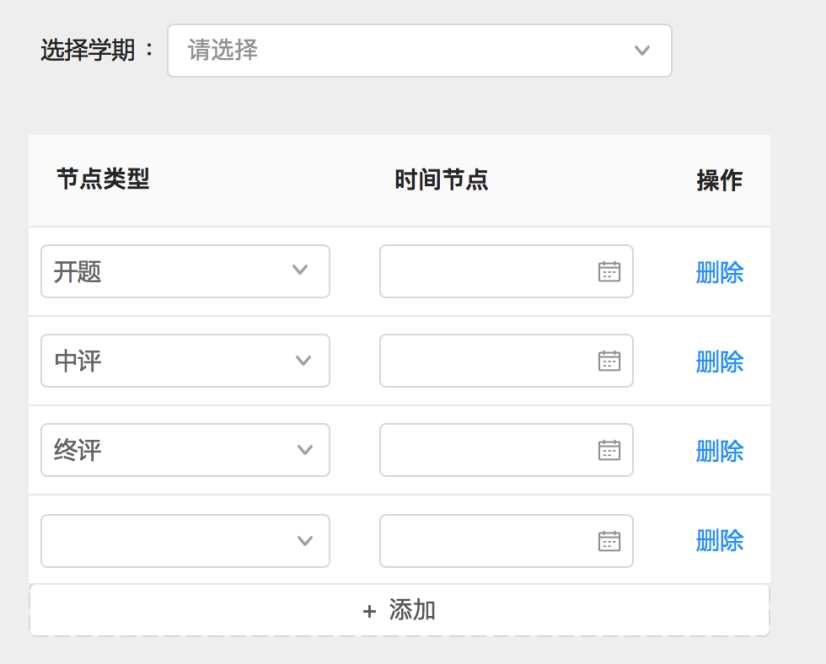 选择学期：
请选择
节点类型 时间节点 操作
开题 删除
中评 删除
终评 删除
删除
+ 添加